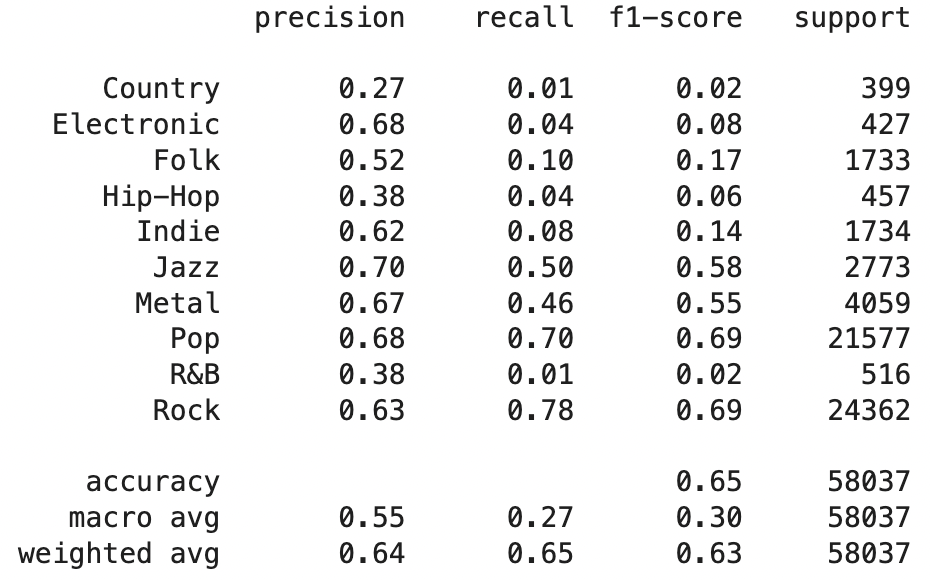 precision recall f1-score support
Country 0.27 0.01 0.02 399
Electronic 0.68 0.04 0.08 427
Folk 0.52 0.10 0.17 1733
Hip-Hop 0.38 0.04 0.06 457
Indie 0.62 0.08 0.14 1734
Jazz 0.70 0.50 0.58 2773
Metal 0.67 0.46 0.55 4059
Pop 0.68 0.70 0.69 21577
R&B 0.38 0.01 0.02 516
Rock 0.63 0.78 0.69 24362
accuracy 0.65 58037
macro avg 0.55 0.27 0.30 58037
weighted avg 0.64 0.65 0.63 58037